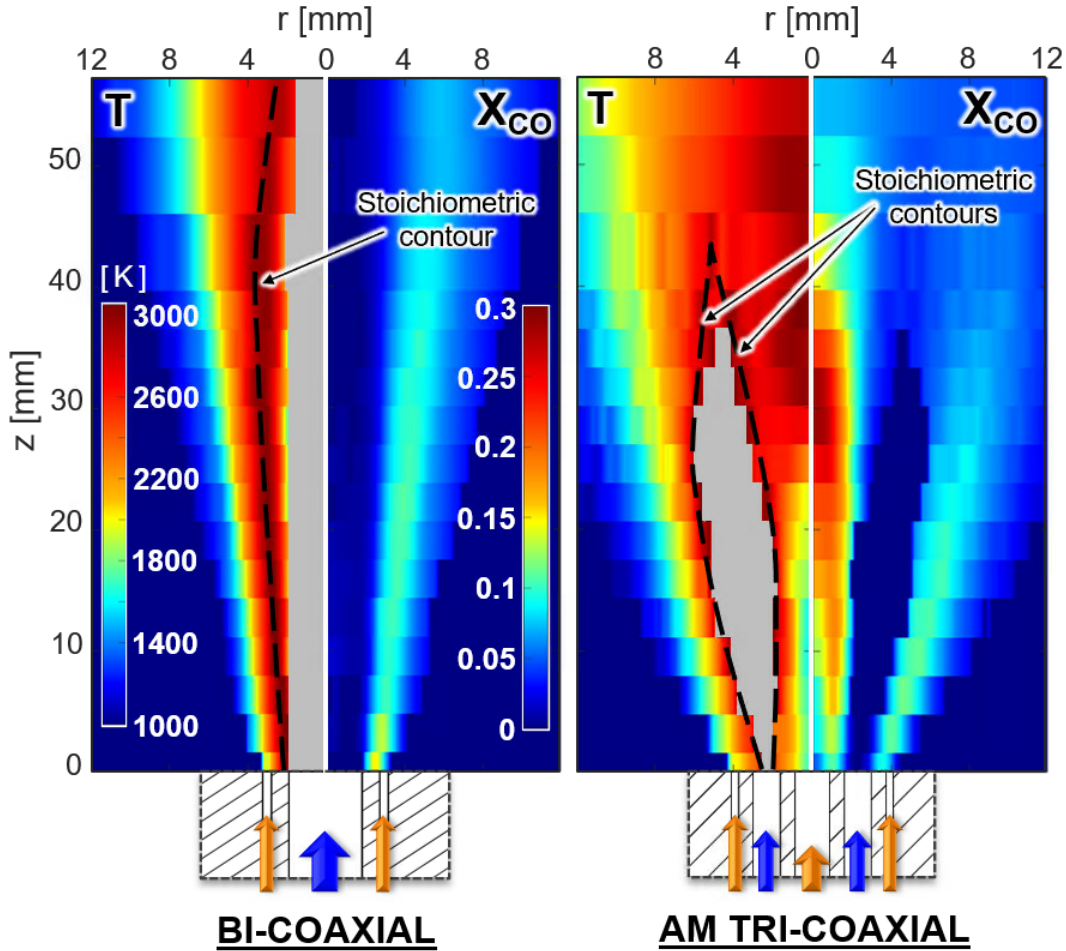 r [mm] r [mm]
12 8 4 0 4 8 8 4 0 4 8 12
T X_CO T X_CO
50
Stoichiometric
contour
Stoichiometric
contours
40
[K]
3000 0.3
z [mm]
0.25
30
2600
0.2
2200
20
0.15
1800
0.1
10
1400
0.05
1000 0
0
BI-COAXIAL AM TRI-COAXIAL